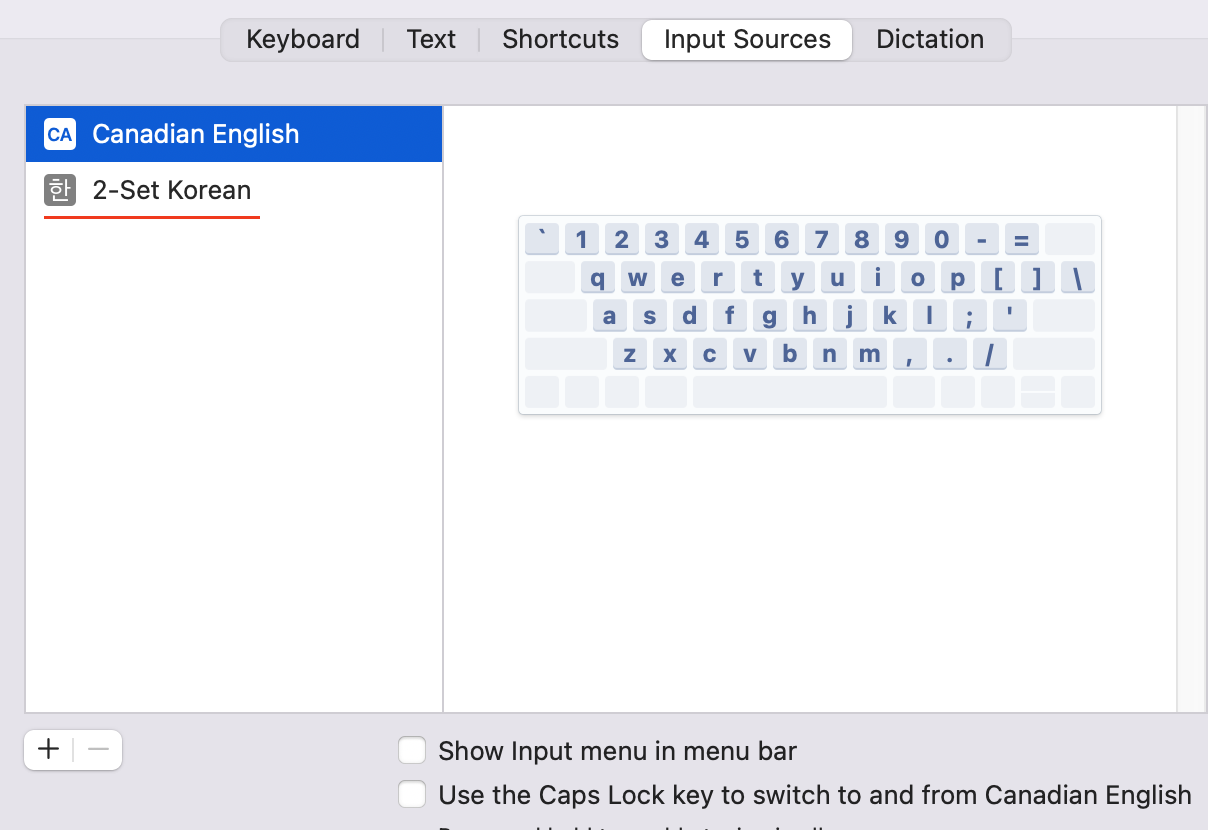 Keyboard Text Shortcuts Input Sources Dictation
CA Canadian English
한 2-Set Korean
` 1 2 3 4 5 6 7 8 9 0 - =
q w e r t y u i o p [ ] \
a s d f g h j k l ; '
z x c v b n m , . /
+ −
Show Input menu in menu bar
Use the Caps Lock key to switch to and from Canadian English